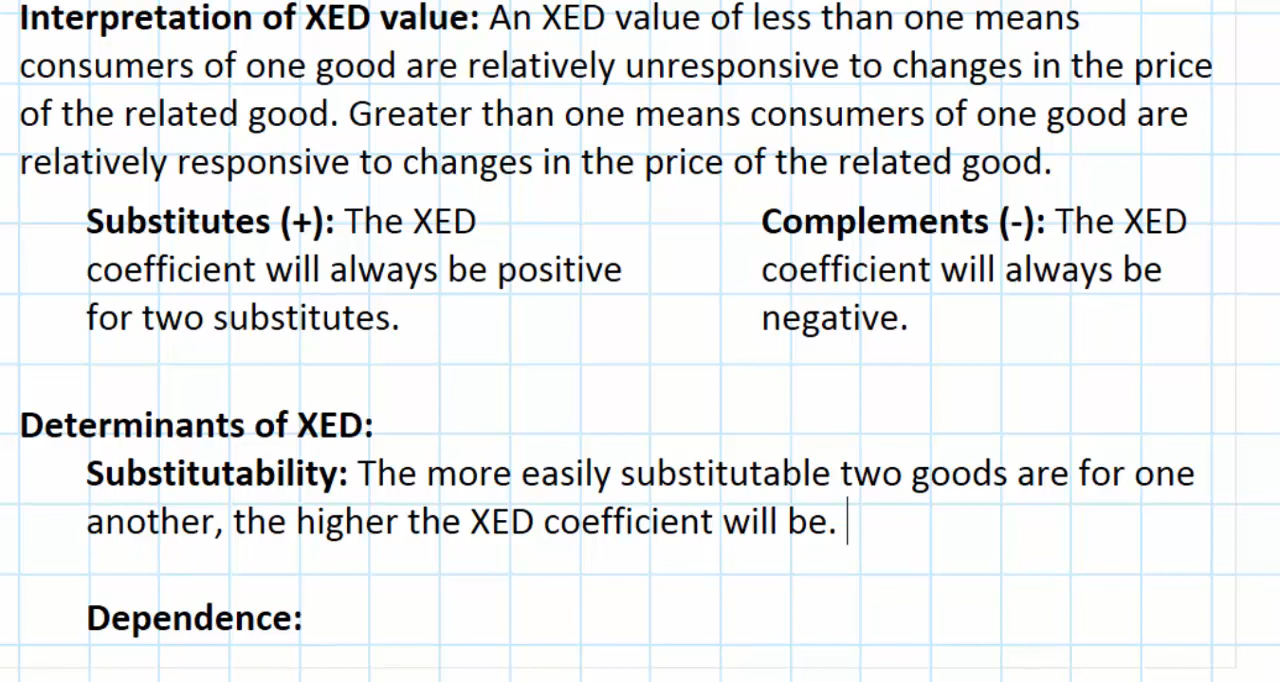 Interpretation of XED value: An XED value of less than one means
consumers of one good are relatively unresponsive to changes in the price
of the related good. Greater than one means consumers of one good are
relatively responsive to changes in the price of the related good.
Substitutes (+): The XED
coefficient will always be positive
for two substitutes.
Complements (-): The XED
coefficient will always be
negative.
Determinants of XED:
Substitutability: The more easily substitutable two goods are for one
another, the higher the XED coefficient will be.
Dependence: